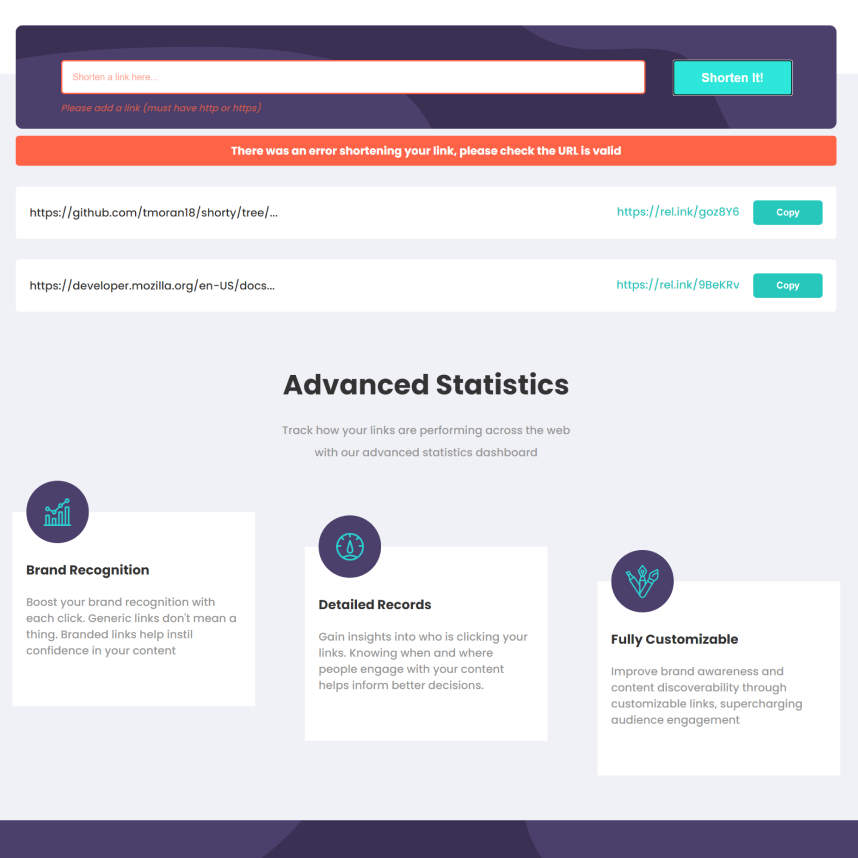 Shorten a link here...
Shorten It!
Please add a link (must have http or https)
There was an error shortening your link, please check the URL is valid
https://github.com/tmoran18/shorty/tree/...
https://rel.ink/goz8Y6
Copy
https://developer.mozilla.org/en-US/docs...
https://rel.ink/9BeKRv
Copy
Advanced Statistics
Track how your links are performing across the web
with our advanced statistics dashboard
Brand Recognition
Boost your brand recognition with
each click. Generic links don't mean a
thing. Branded links help instil
confidence in your content
Detailed Records
Gain insights into who is clicking your
links. Knowing when and where
people engage with your content
helps inform better decisions.
Fully Customizable
Improve brand awareness and
content discoverability through
customizable links, supercharging
audience engagement